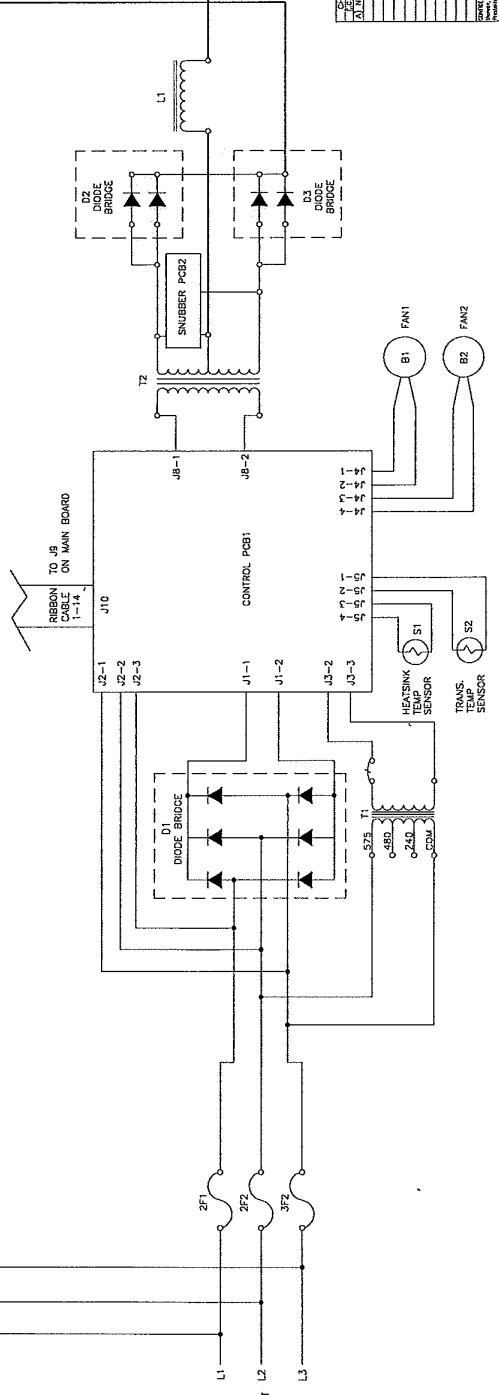 L1
D2
DIODE
BRIDGE
D3
DIODE
BRIDGE
SNUBBER PCB2
T2
J8-1
J8-2
TO J9
ON MAIN BOARD
RIBBON
CABLE
1-14
J10
CONTROL PCB1
J2-1
J2-2
J2-3
J1-1
J1-2
J3-2
J3-3
J4-1
J4-2
J4-3
J4-4
J5-1
J5-2
J5-3
J5-4
B1
FAN1
B2
FAN2
S1
HEATSINK
TEMP
SENSOR
S2
TRANS.
TEMP
SENSOR
D1
DIODE BRIDGE
T1
575
480
240
COM
2F1
2F2
3F2
L1
L2
L3